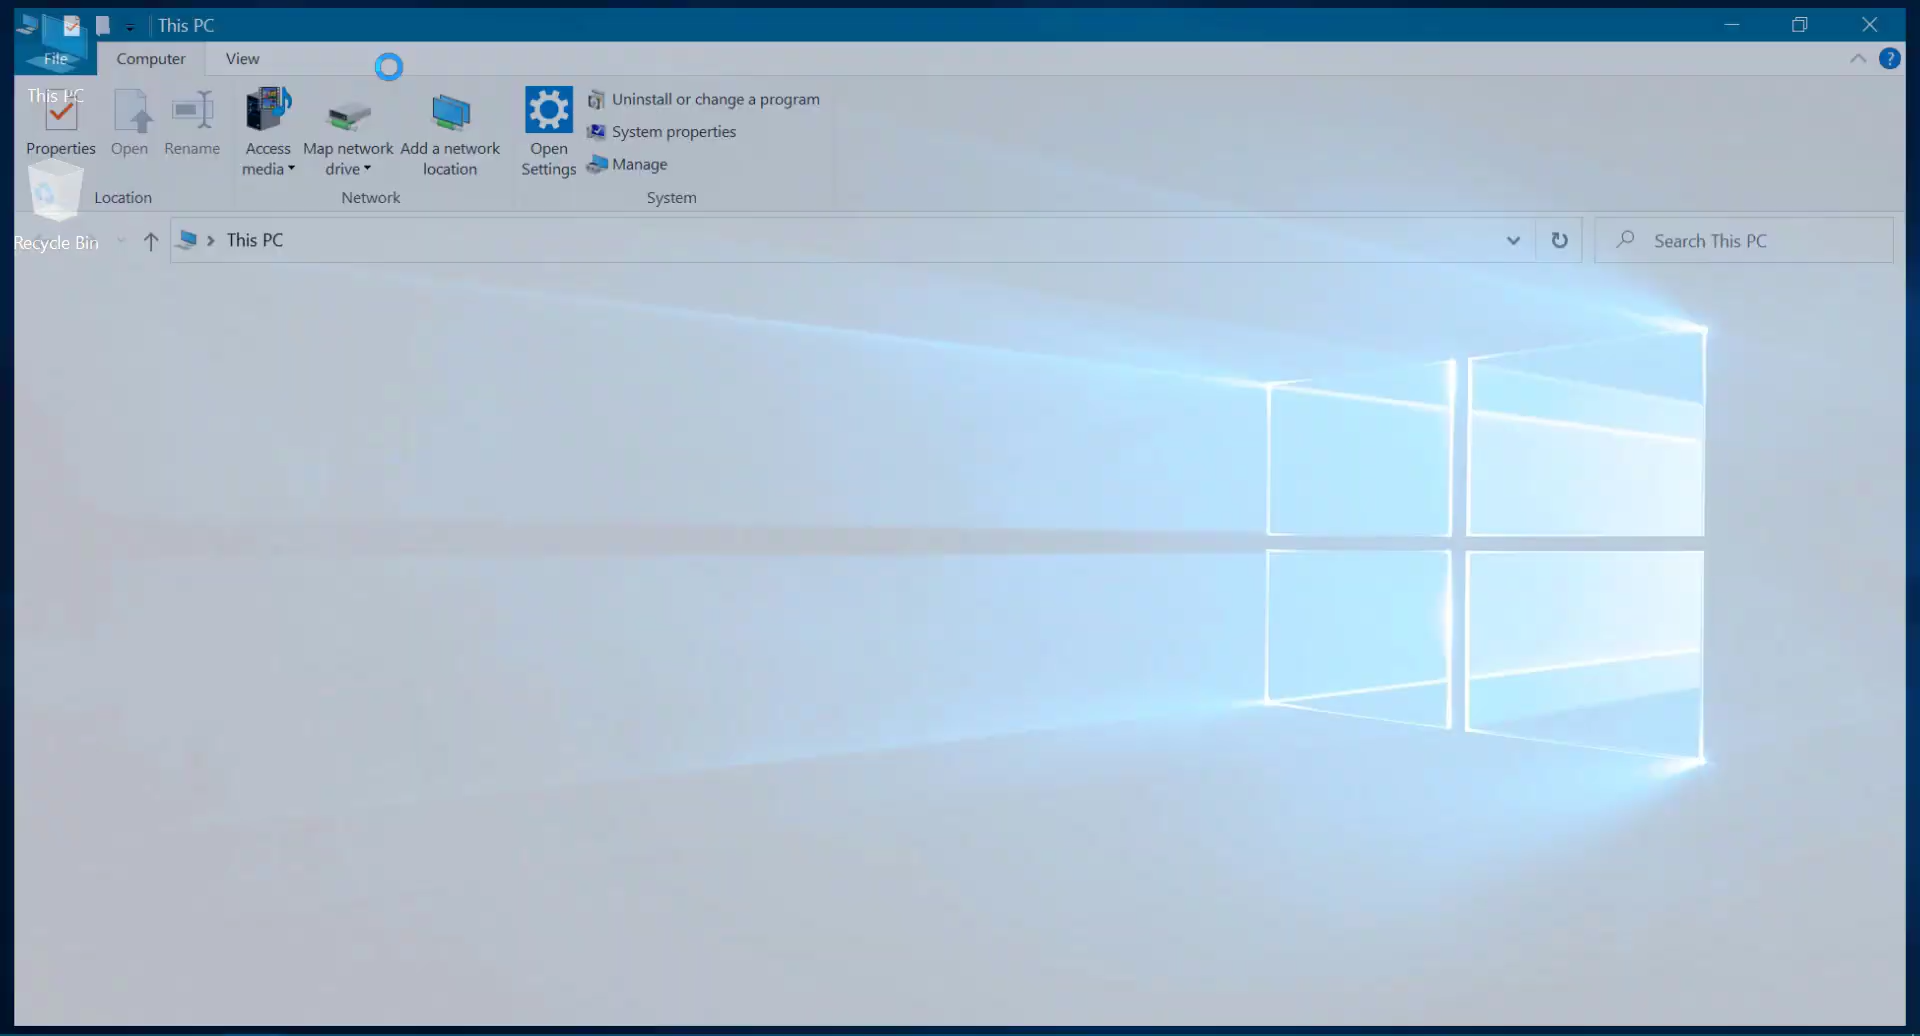 This PC
File
Computer
View
This PC
Properties
Open
Rename
Access
media
Map network
drive
Add a network
location
Open
Settings
Uninstall or change a program
System properties
Manage
Location
Network
System
Recycle Bin
This PC
Search This PC